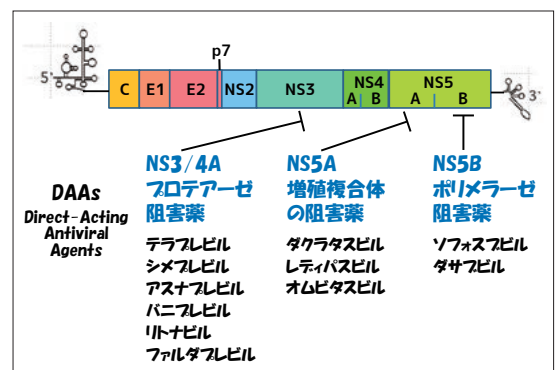 p7
5'
C E1 E2 NS2 NS3 NS4 NS5
A B A B
3'
DAAs
Direct-Acting
Antiviral
Agents
NS3/4A
プロテアーゼ
阻害薬
テラプレビル
シメプレビル
アスナプレビル
バニプレビル
リトナビル
ファルダプレビル
NS5A
増殖複合体
の阻害薬
ダクラタスビル
レディパスビル
オムビタスビル
NS5B
ポリメラーゼ
阻害薬
ソフォスブビル
ダサブビル